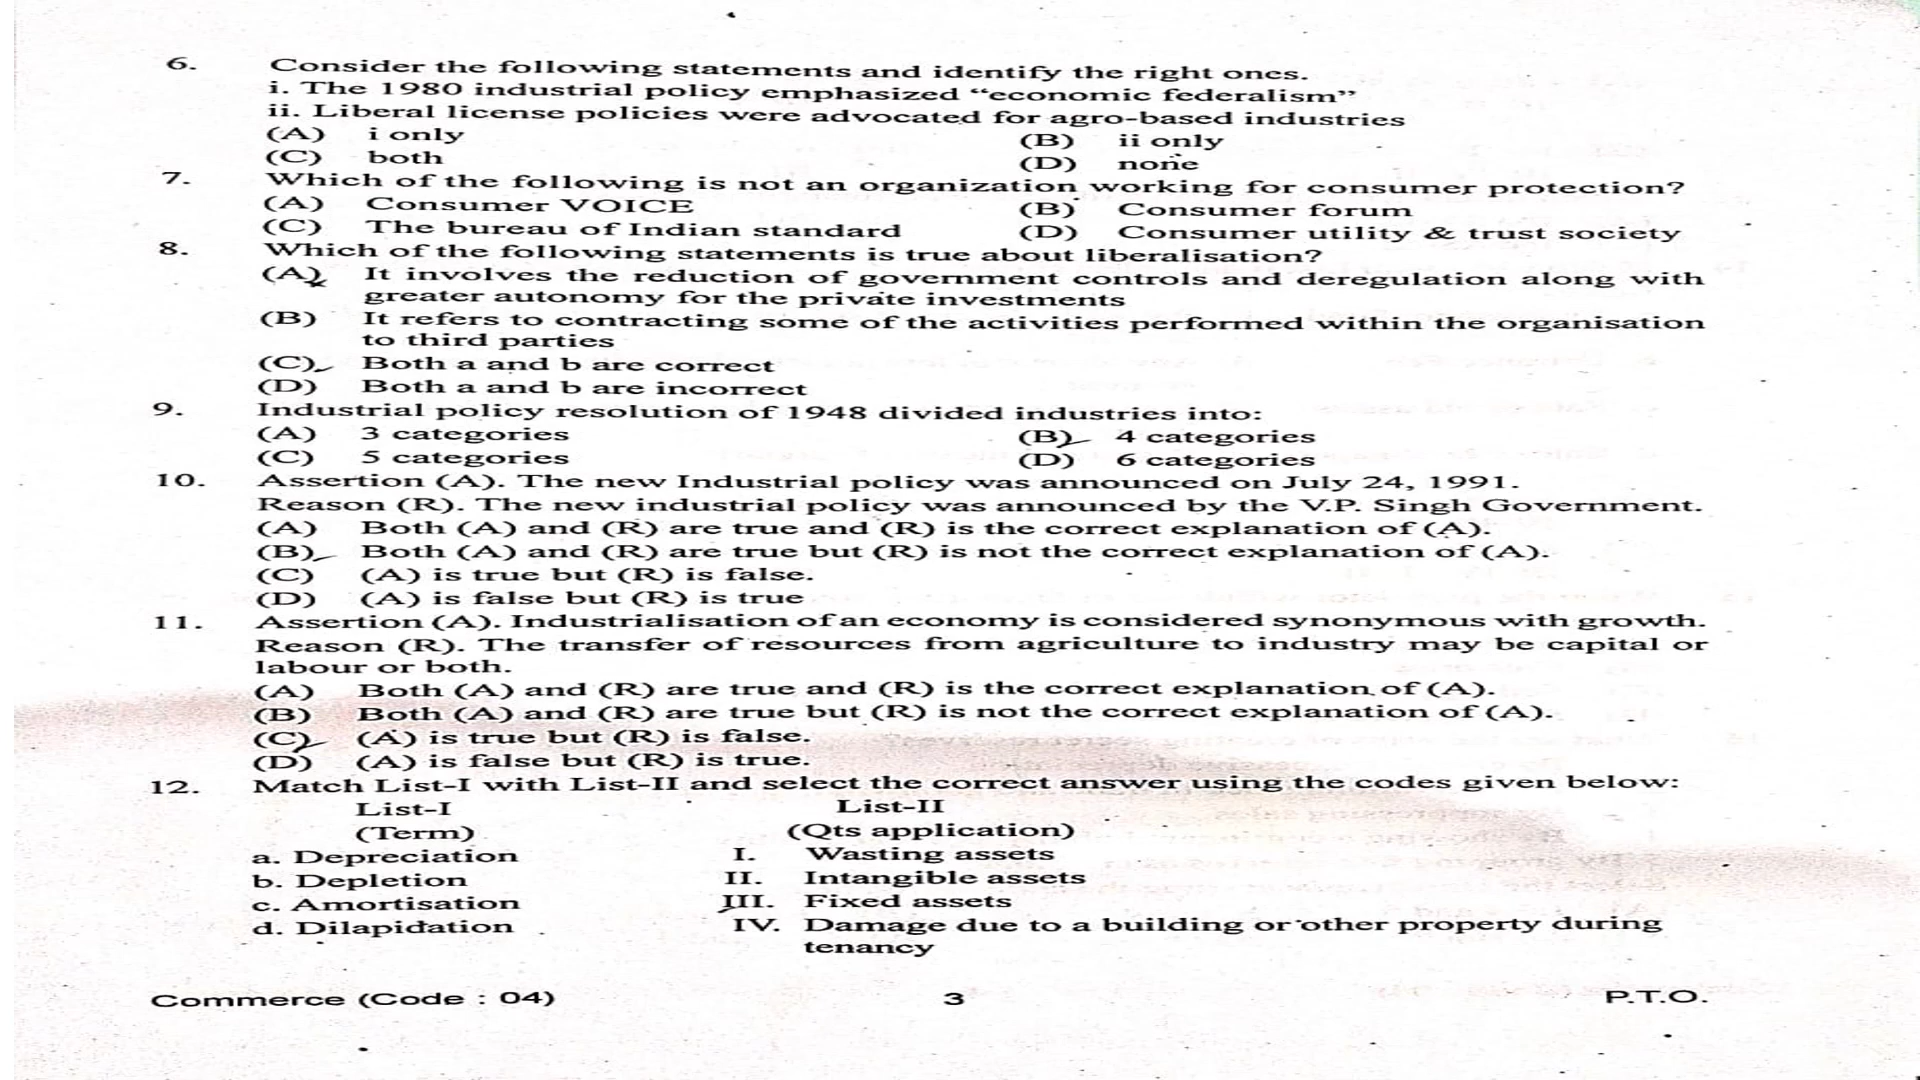 6. Consider the following statements and identify the right ones.
i. The 1980 industrial policy emphasized “economic federalism”
ii. Liberal license policies were advocated for agro-based industries
(A) i only (B) ii only
(C) both (D) none
7. Which of the following is not an organization working for consumer protection?
(A) Consumer VOICE (B) Consumer forum
(C) The bureau of Indian standard (D) Consumer utility & trust society
8. Which of the following statements is true about liberalisation?
(A) It involves the reduction of government controls and deregulation along with
greater autonomy for the private investments
(B) It refers to contracting some of the activities performed within the organisation
to third parties
(C) Both a and b are correct
(D) Both a and b are incorrect
9. Industrial policy resolution of 1948 divided industries into:
(A) 3 categories (B) 4 categories
(C) 5 categories (D) 6 categories
10. Assertion (A). The new Industrial policy was announced on July 24, 1991.
Reason (R). The new industrial policy was announced by the V.P. Singh Government.
(A) Both (A) and (R) are true and (R) is the correct explanation of (A).
(B) Both (A) and (R) are true but (R) is not the correct explanation of (A).
(C) (A) is true but (R) is false.
(D) (A) is false but (R) is true
11. Assertion (A). Industrialisation of an economy is considered synonymous with growth.
Reason (R). The transfer of resources from agriculture to industry may be capital or
labour or both.
(A) Both (A) and (R) are true and (R) is the correct explanation of (A).
(B) Both (A) and (R) are true but (R) is not the correct explanation of (A).
(C) (A) is true but (R) is false.
(D) (A) is false but (R) is true.
12. Match List-I with List-II and select the correct answer using the codes given below:
List-I List-II
(Term) (Qts application)
a. Depreciation I. Wasting assets
b. Depletion II. Intangible assets
c. Amortisation III. Fixed assets
d. Dilapidation IV. Damage due to a building or other property during
tenancy
Commerce (Code : 04) 3 P.T.O.